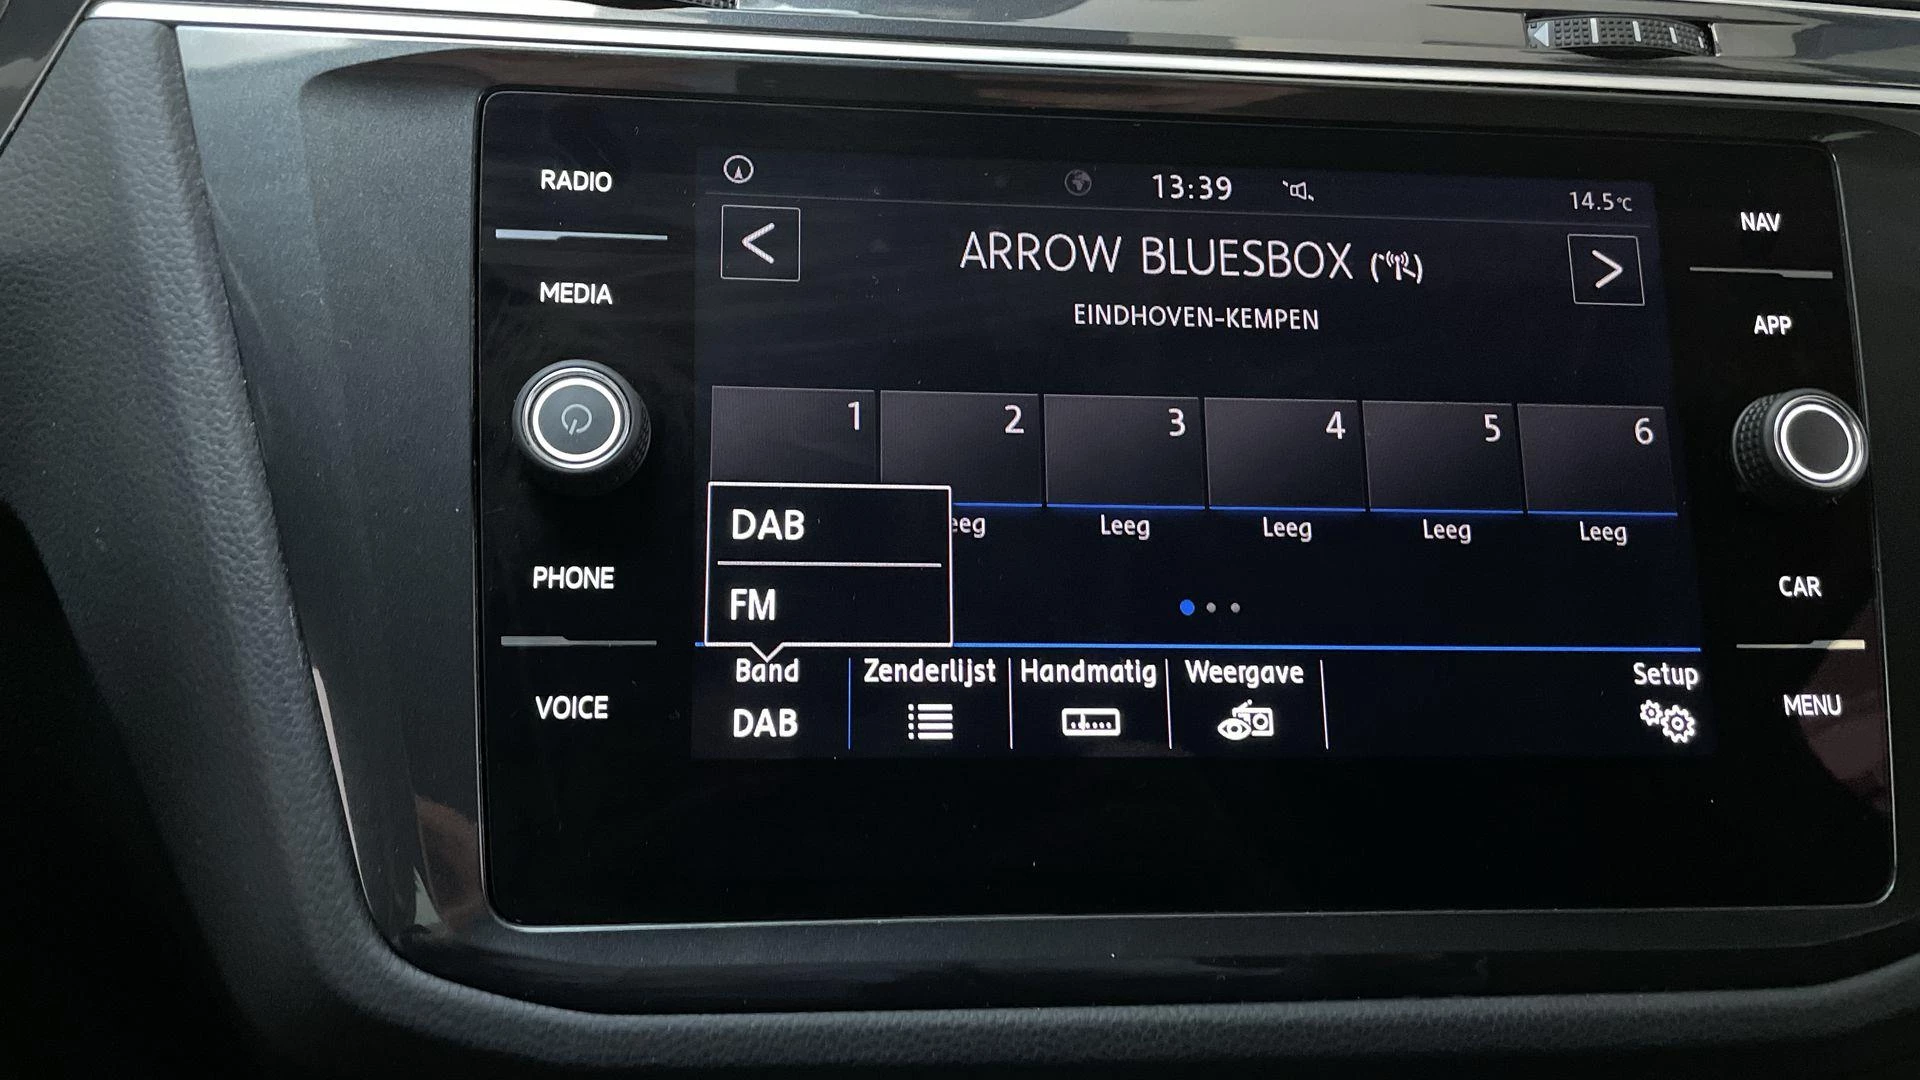 RADIO
MEDIA
PHONE
VOICE
13:39
14.5°C
<
ARROW BLUESBOX
>
EINDHOVEN-KEMPEN
1
2
3
4
5
6
Leeg
Leeg
Leeg
Leeg
DAB
FM
Band
DAB
Zenderlijst
Handmatig
Weergave
Setup
NAV
APP
CAR
MENU